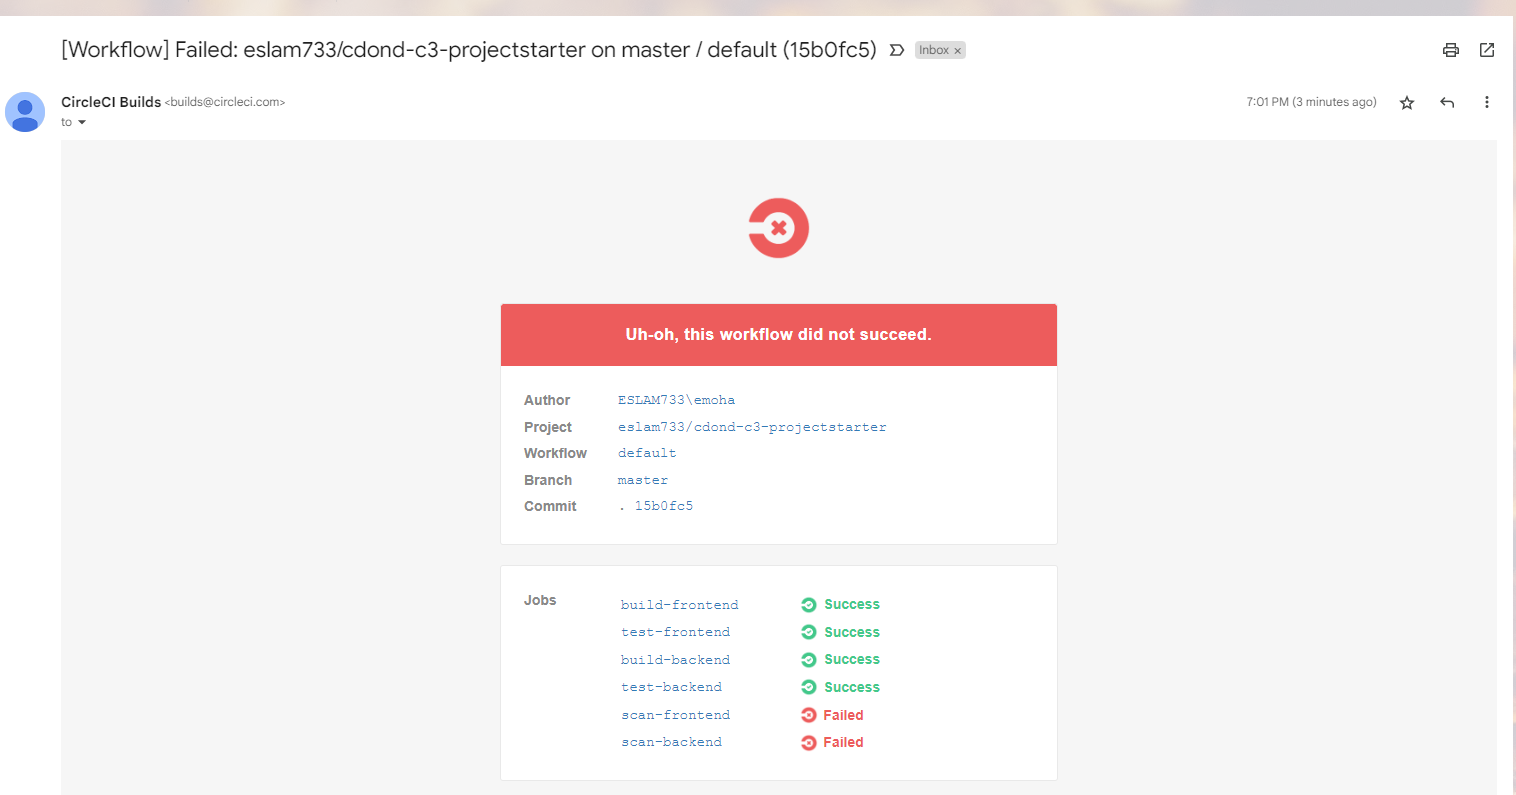 [Workflow] Failed: eslam733/cdond-c3-projectstarter on master / default (15b0fc5) Inbox ×
CircleCI Builds <builds@circleci.com> 7:01 PM (3 minutes ago)
to
Uh-oh, this workflow did not succeed.
Author ESLAM733\emoha
Project eslam733/cdond-c3-projectstarter
Workflow default
Branch master
Commit . 15b0fc5
Jobs build-frontend Success
test-frontend Success
build-backend Success
test-backend Success
scan-frontend Failed
scan-backend Failed